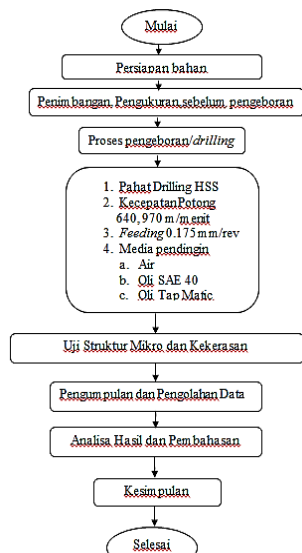 Mulai
Persiapan bahan
Penimbangan, Pengukuran sebelum pengeboran
Proses pengeboran/drilling
1. Pahat Drilling HSS
2. Kecepatan Potong
640, 970 m/menit
3. Feeding 0.175 mm/rev
4. Media pendingin
a. Air
b. Oli SAE 40
c. Oli Tap Matic
Uji Struktur Mikro dan Kekerasan
Pengumpulan dan Pengolahan Data
Analisa Hasil dan Pembahasan
Kesimpulan
Selesai